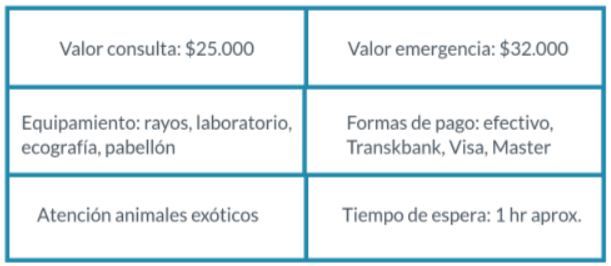 Valor consulta: $25.000
Valor emergencia: $32.000
Equipamiento: rayos, laboratorio,
ecografía, pabellón
Formas de pago: efectivo,
Transkbank, Visa, Master
Atención animales exóticos
Tiempo de espera: 1 hr aprox.